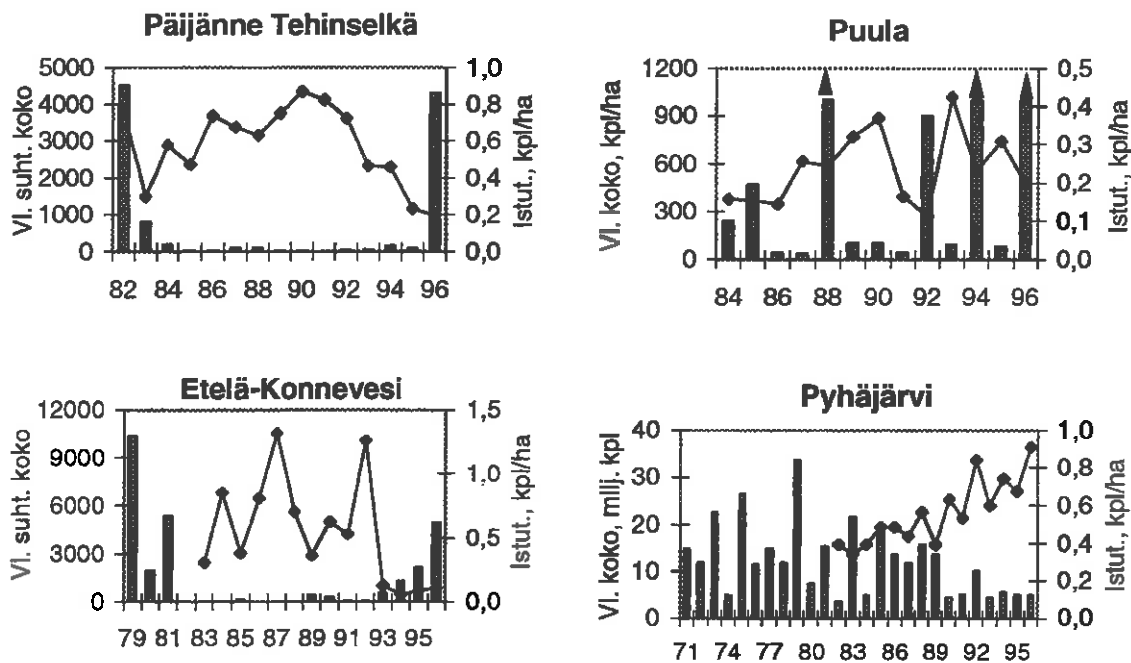 Päijänne Tehinselkä
Vl. suht. koko
5000
4000
3000
2000
1000
0
1,0
0,8
0,6
0,4
0,2
0,0
Istut., kpl/ha
82 84 86 88 90 92 94 96
Puula
Vl. koko, kpl/ha
1200
900
600
300
0
0,5
0,4
0,3
0,2
0,1
0,0
Istut., kpl/ha
84 86 88 90 92 94 96
Etelä-Konnevesi
Vl. suht. koko
12000
9000
6000
3000
0
1,5
1,0
0,5
0,0
Istut., kpl/ha
79 81 83 85 87 89 91 93 95
Pyhäjärvi
Vl. koko, milj. kpl
40
30
20
10
0
1,0
0,8
0,6
0,4
0,2
0,0
Istut., kpl/ha
71 74 77 80 83 86 89 92 95